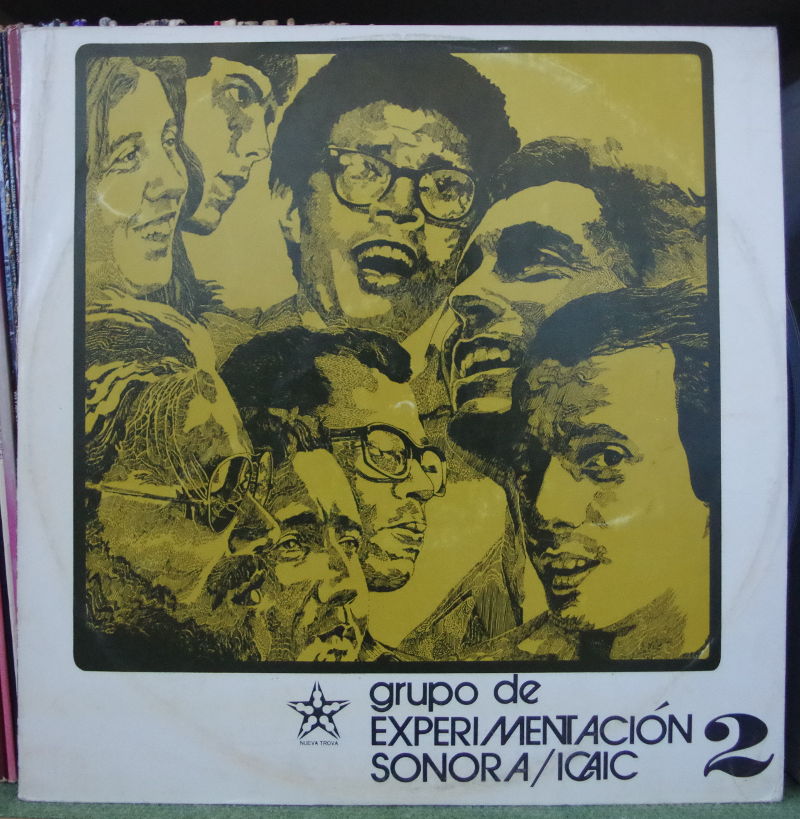 grupo de
EXPERIMENTACIÓN
SONORA/ICAIC
2
NUEVA TROVA